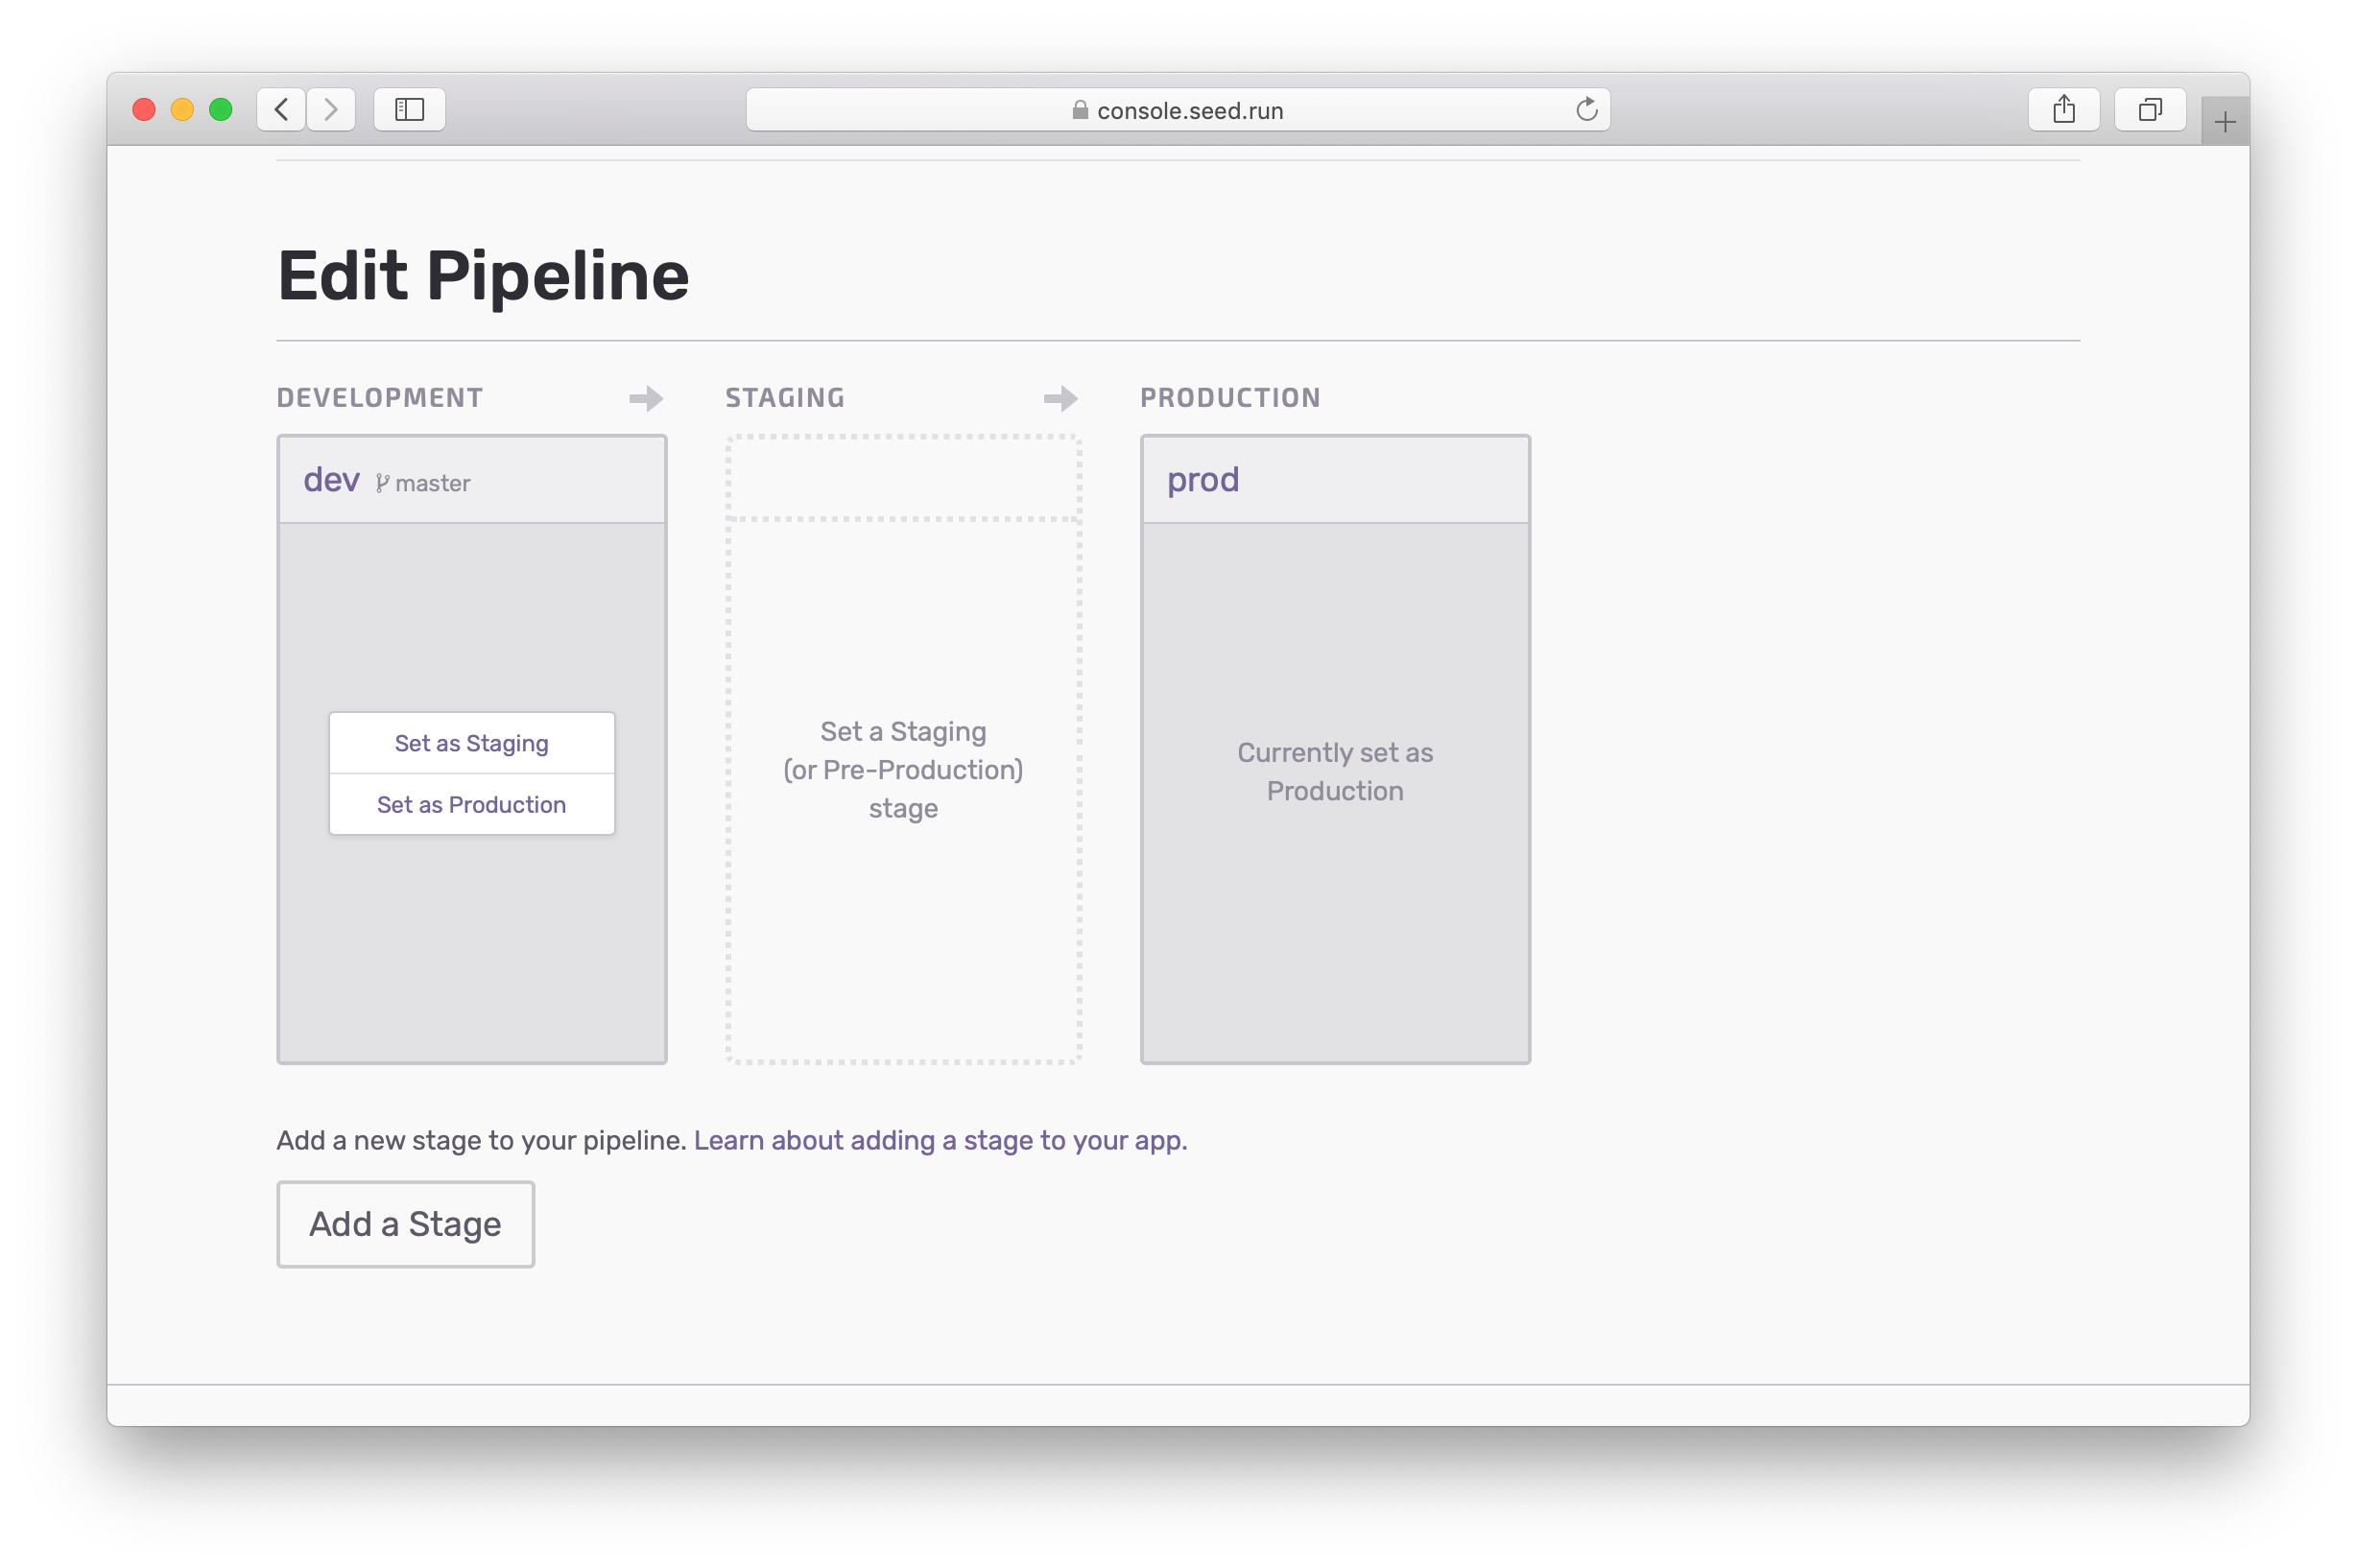 console.seed.run
Edit Pipeline
DEVELOPMENT
STAGING
PRODUCTION
dev master
prod
Set as Staging
Set as Production
Set a Staging
(or Pre-Production)
stage
Currently set as
Production
Add a new stage to your pipeline. Learn about adding a stage to your app.
Add a Stage